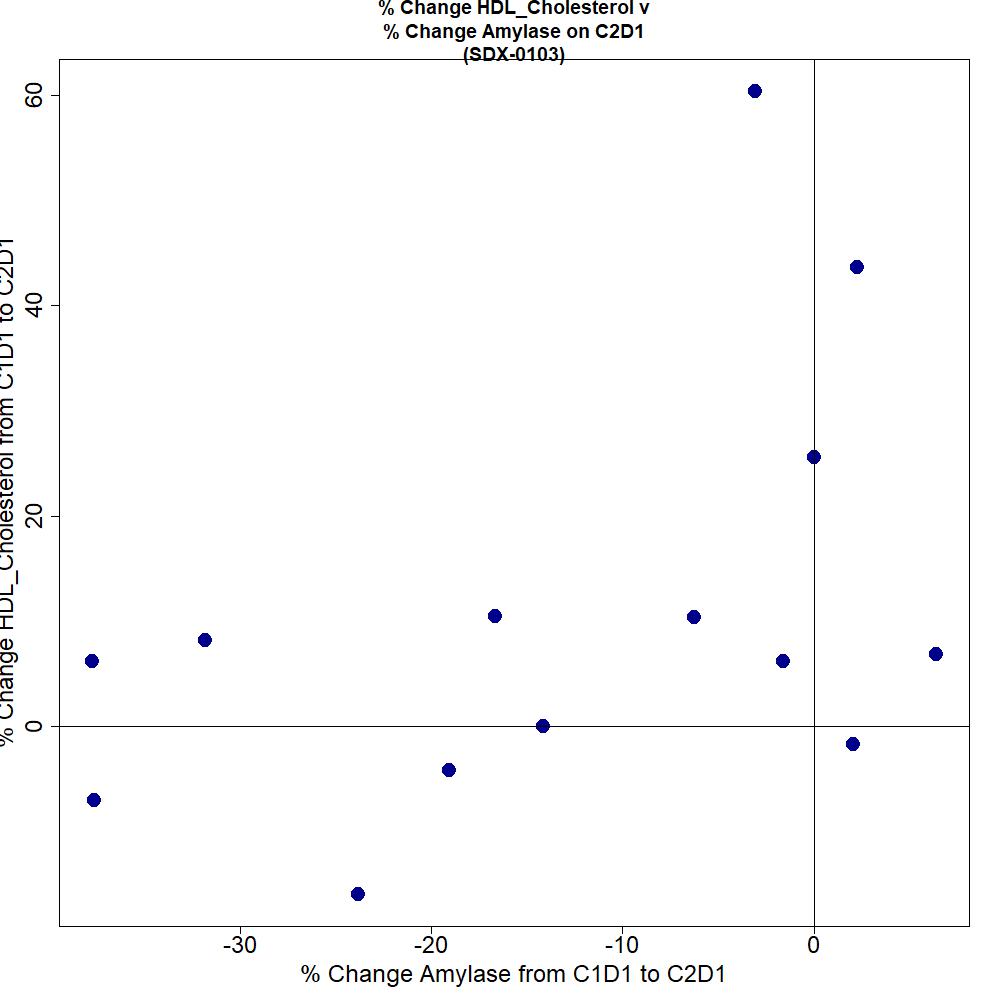 % Change HDL_Cholesterol v
% Change Amylase on C2D1
(SDX-0103)
% Change HDL_Cholesterol from C1D1 to C2D1
60
40
20
0
-30
-20
-10
0
% Change Amylase from C1D1 to C2D1